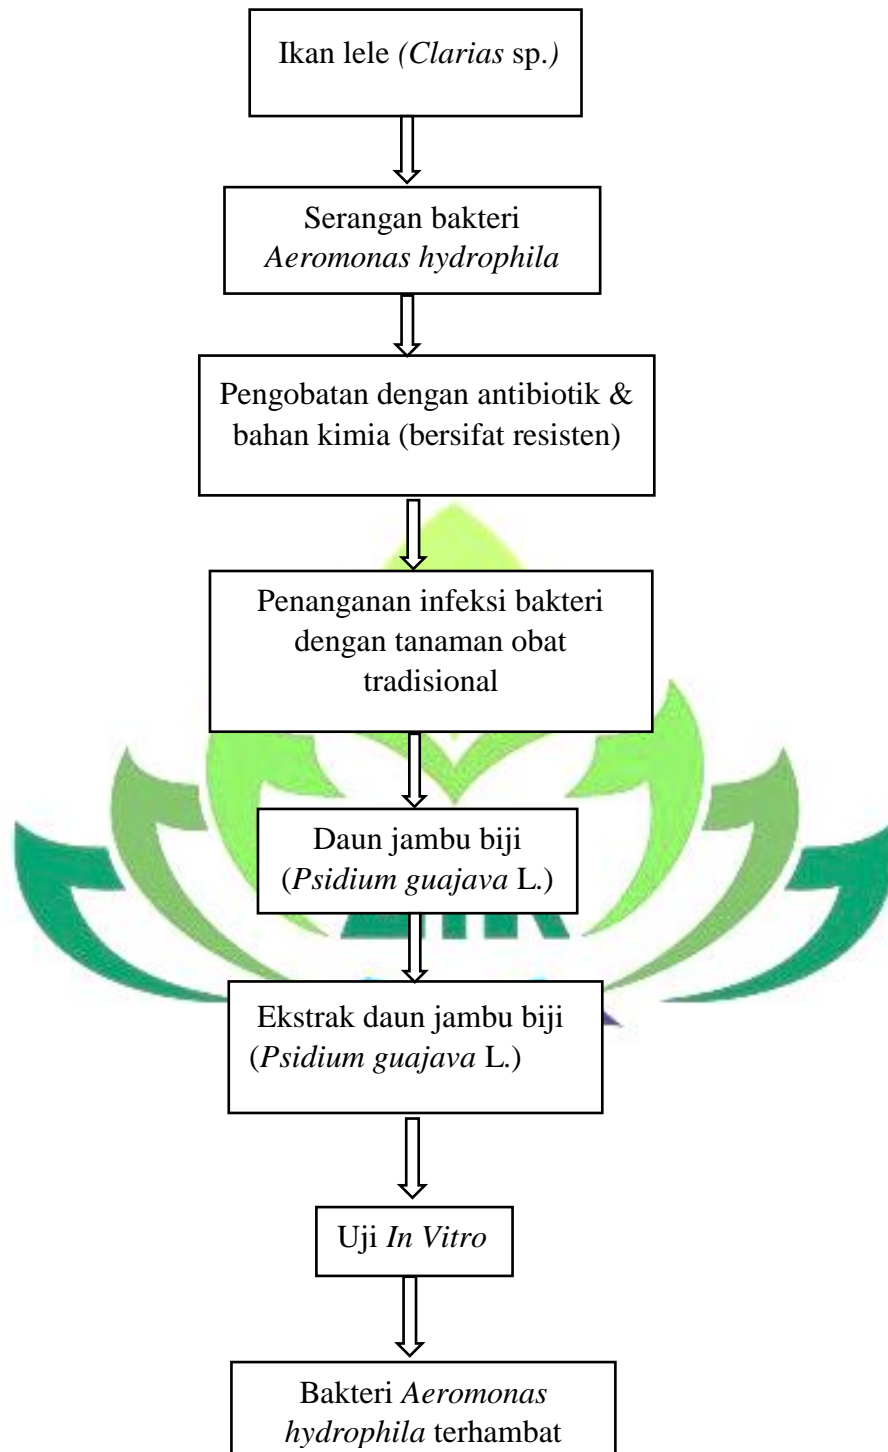 Ikan lele (Clarias sp.)
Serangan bakteri
Aeromonas hydrophila
Pengobatan dengan antibiotik &
bahan kimia (bersifat resisten)
Penanganan infeksi bakteri
dengan tanaman obat
tradisional
Daun jambu biji
(Psidium guajava L.)
Ekstrak daun jambu biji
(Psidium guajava L.)
Uji In Vitro
Bakteri Aeromonas
hydrophila terhambat